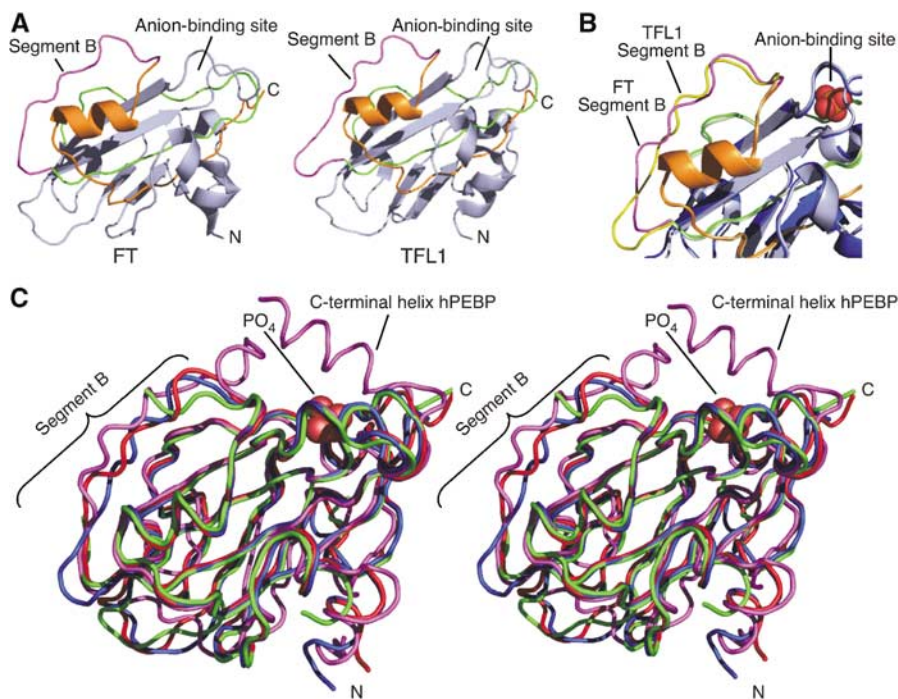 A
Segment B
Anion-binding site
C
N
FT
Segment B
Anion-binding site
C
N
TFL1
B
TFL1
Segment B
FT
Segment B
Anion-binding site
C
Segment B
PO4
C-terminal helix hPEBP
C
N
Segment B
PO4
C-terminal helix hPEBP
C
N